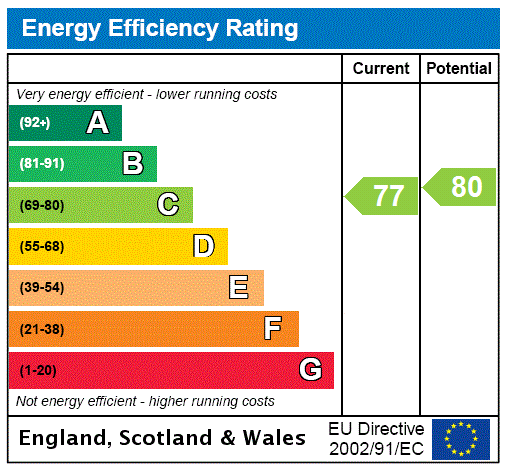 Energy Efficiency Rating
Current Potential
Very energy efficient - lower running costs
(92+) A
(81-91) B
(69-80) C
77
80
(55-68) D
(39-54) E
(21-38) F
(1-20) G
Not energy efficient - higher running costs
England, Scotland & Wales
EU Directive
2002/91/EC